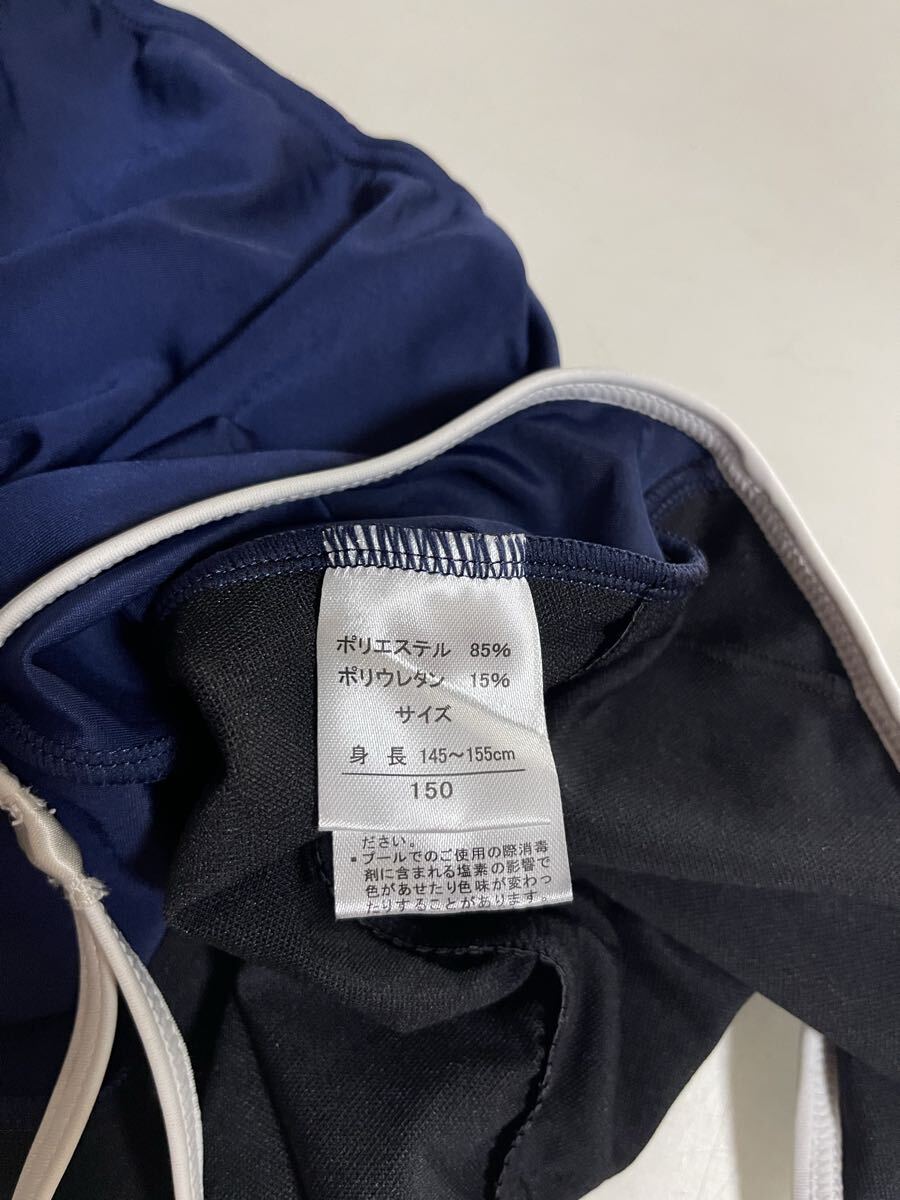 ポリエステル 85%
ポリウレタン 15%
サイズ
身長 145〜155cm
150
ださい。
▪プールでのご使用の際消毒
剤に含まれる塩素の影響で
色があせたり色味が変わっ
たりすることがあります。